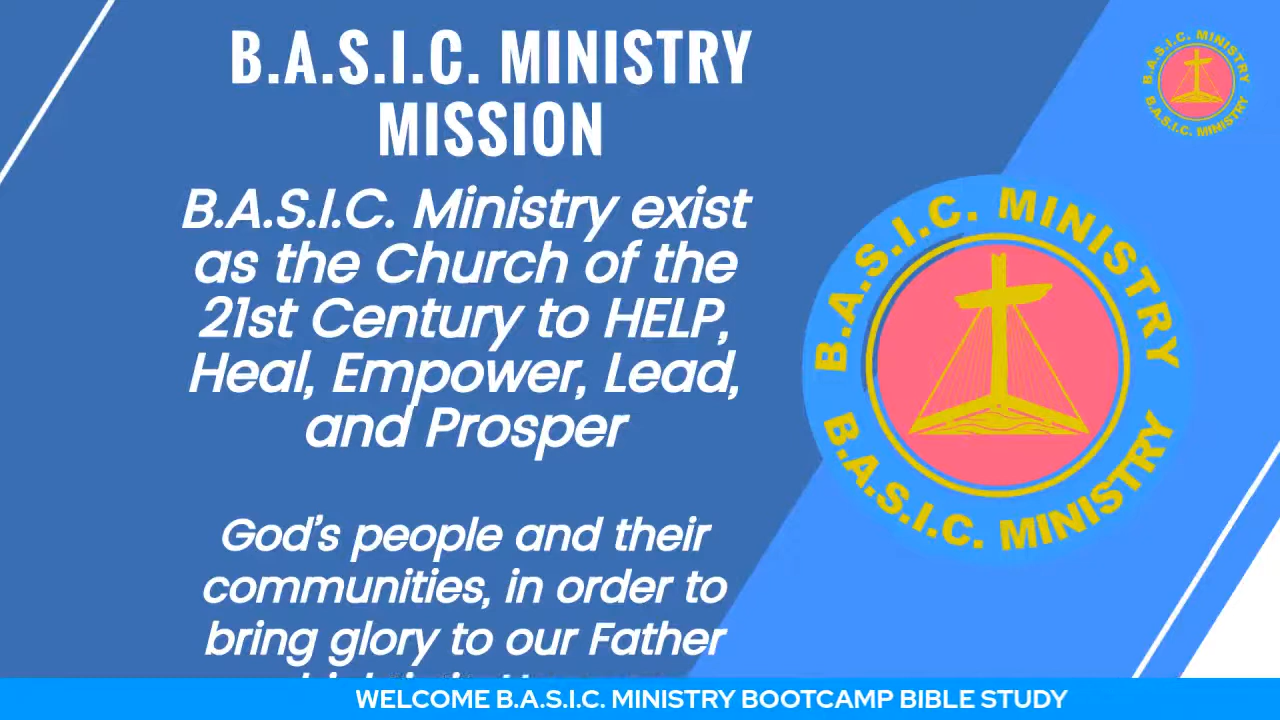 B.A.S.I.C. MINISTRY
MISSION
B.A.S.I.C. Ministry exist
as the Church of the
21st Century to HELP,
Heal, Empower, Lead,
and Prosper
God's people and their
communities, in order to
bring glory to our Father
B.A.S.I.C. MINISTRY
B.A.S.I.C. MINISTRY
B.A.S.I.C. MINISTRY
B.A.S.I.C. MINISTRY
WELCOME B.A.S.I.C. MINISTRY BOOTCAMP BIBLE STUDY